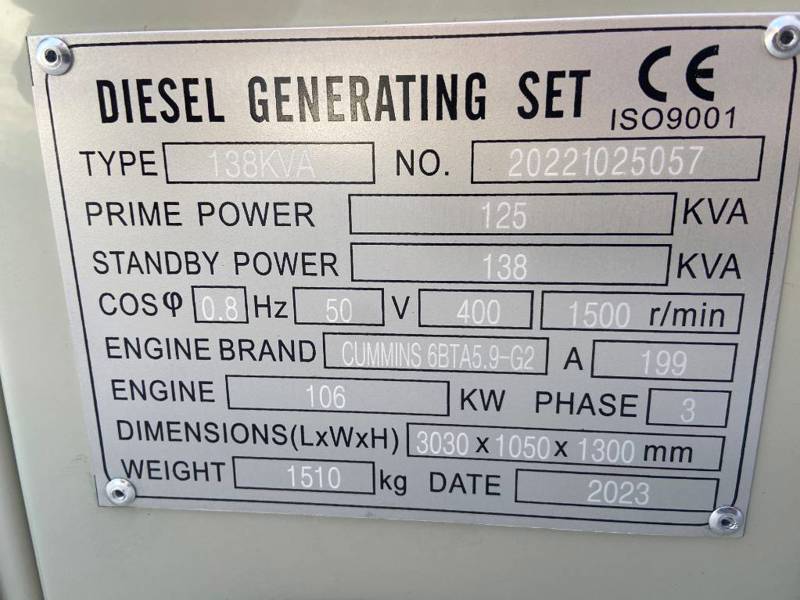 DIESEL GENERATING SET CE
ISO9001
TYPE 138KVA NO. 20221025057
PRIME POWER 125 KVA
STANDBY POWER 138 KVA
COSφ 0.8 Hz 50 V 400 1500 r/min
ENGINE BRAND CUMMINS 6BTA5.9-G2 A 199
ENGINE 106 KW PHASE 3
DIMENSIONS(LxWxH) 3030 x 1050 x 1300 mm
WEIGHT 1510 kg DATE 2023